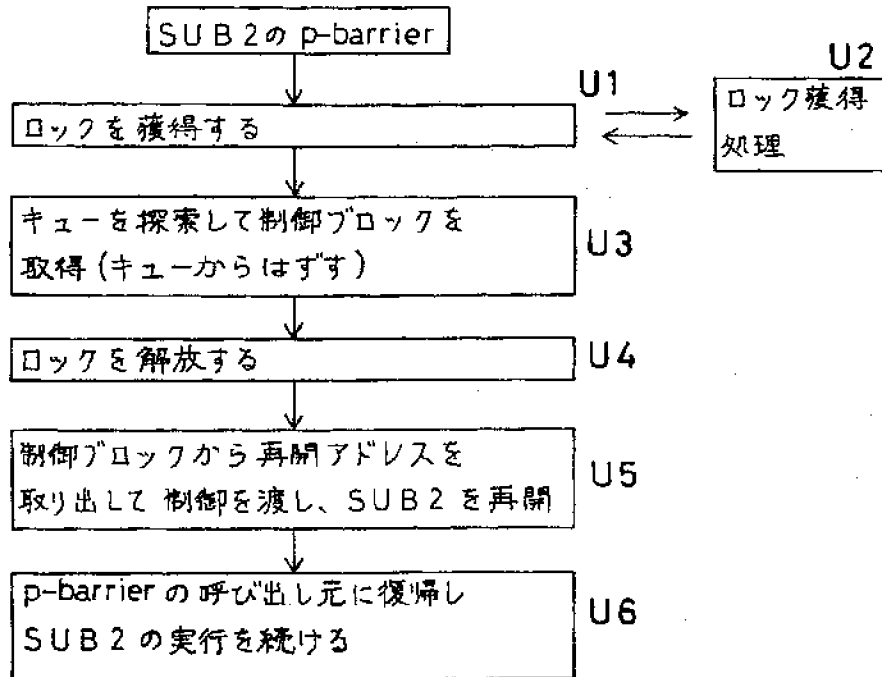 SUB2のp-barrier
U1
U2
ロックを獲得する
ロック獲得
処理
キューを探索して制御ブロックを
取得(キューからはずす)
U3
ロックを解放する
U4
制御ブロックから再開アドレスを
取り出して制御を渡し、SUB2を再開
U5
p-barrierの呼び出し元に復帰し
SUB2の実行を続ける
U6